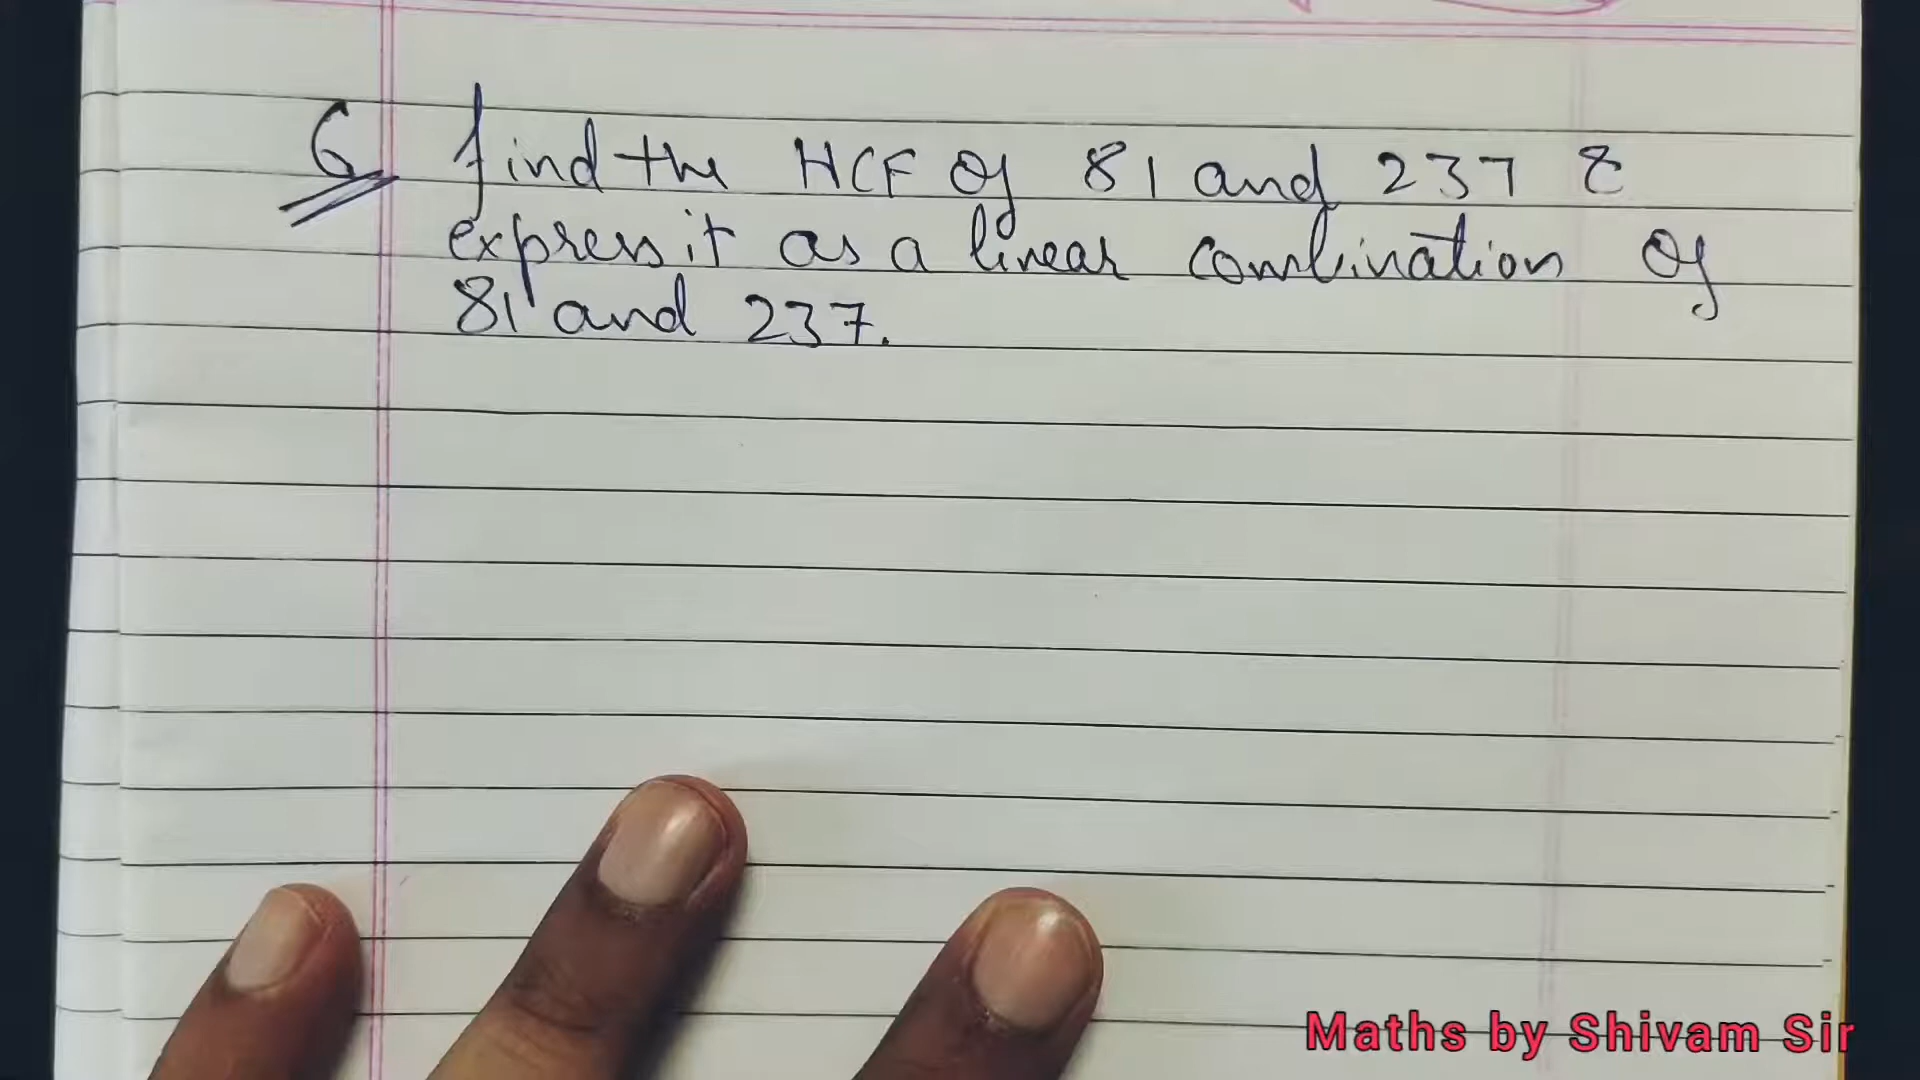 6 find the HCF of 81 and 237 &
express it as a linear combination of
81 and 237.
Maths by Shivam Sir